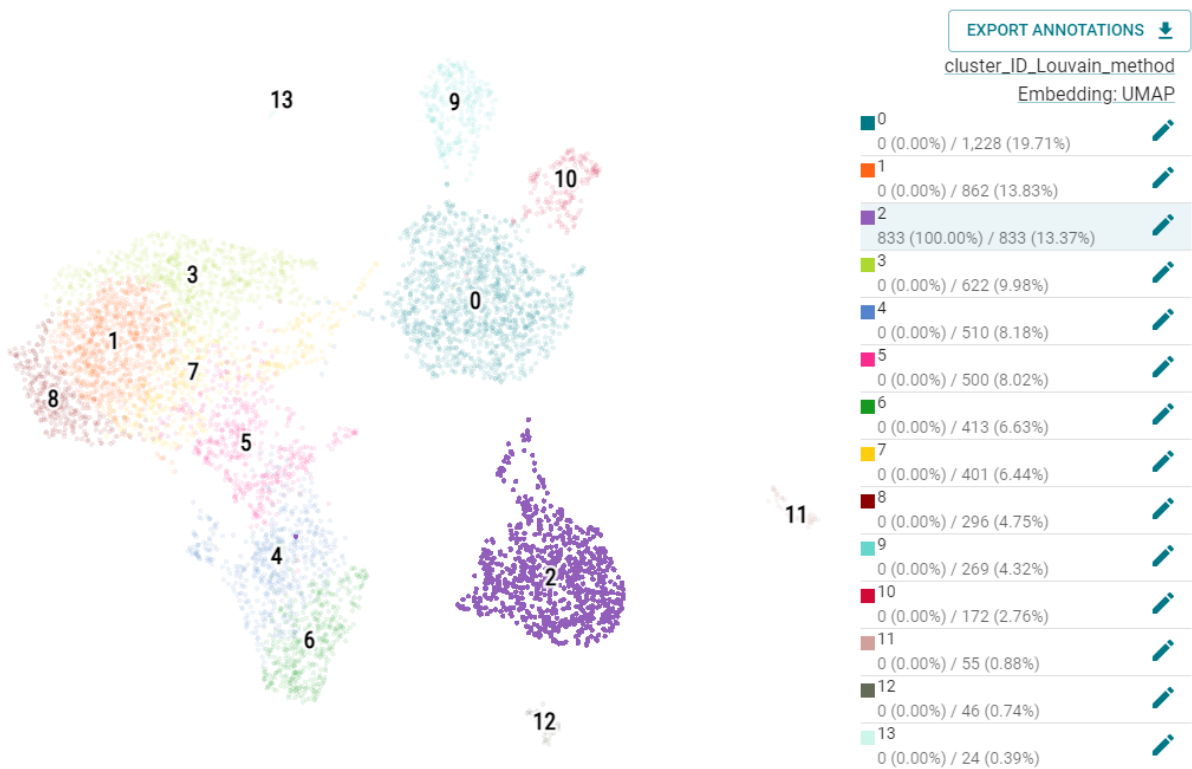 EXPORT ANNOTATIONS
cluster_ID_Louvain_method
Embedding: UMAP
0
0 (0.00%) / 1,228 (19.71%)
1
0 (0.00%) / 862 (13.83%)
2
833 (100.00%) / 833 (13.37%)
3
0 (0.00%) / 622 (9.98%)
4
0 (0.00%) / 510 (8.18%)
5
0 (0.00%) / 500 (8.02%)
6
0 (0.00%) / 413 (6.63%)
7
0 (0.00%) / 401 (6.44%)
8
0 (0.00%) / 296 (4.75%)
9
0 (0.00%) / 269 (4.32%)
10
0 (0.00%) / 172 (2.76%)
11
0 (0.00%) / 55 (0.88%)
12
0 (0.00%) / 46 (0.74%)
13
0 (0.00%) / 24 (0.39%)
13
9
10
3
0
1
7
8
5
11
4
2
6
12